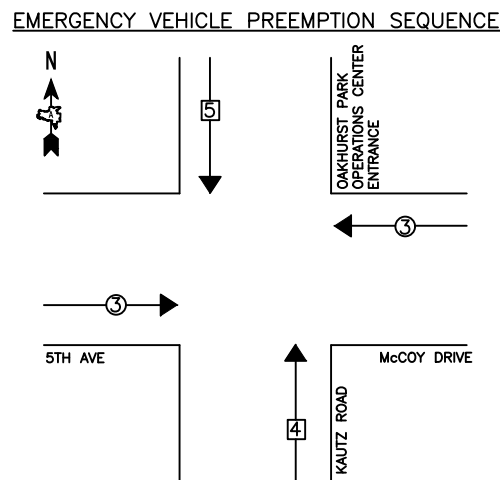 EMERGENCY VEHICLE PREEMPTION SEQUENCE
N
A
5
OAKHURST PARK
OPERATIONS CENTER
ENTRANCE
3
3
5TH AVE
McCOY DRIVE
4
KAUTZ ROAD